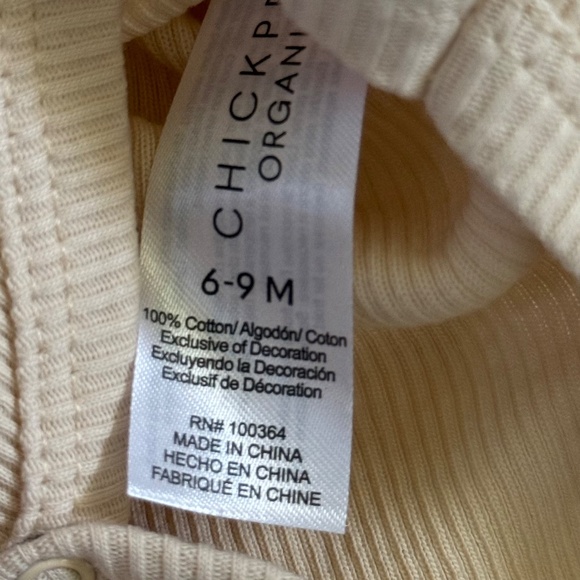 CHICKP
ORGANI
6-9 M
100% Cotton/ Algodón/ Coton
Exclusive of Decoration
Excluyendo la Decoración
Exclusif de Décoration
RN# 100364
MADE IN CHINA
HECHO EN CHINA
FABRIQUÉ EN CHINE